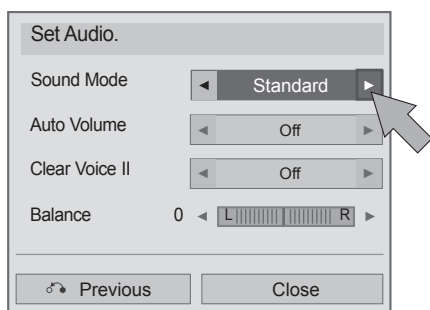 Set Audio.
Sound Mode ◄ Standard ►
Auto Volume ◄ Off ►
Clear Voice II ◄ Off ►
Balance 0 ◄ L R ►
Previous Close